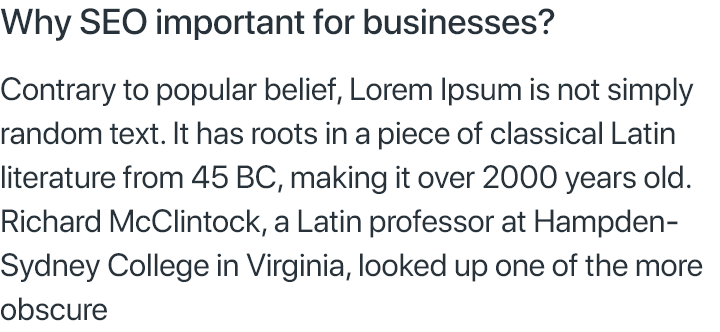 Why SEO important for businesses?
Contrary to popular belief, Lorem Ipsum is not simply
random text. It has roots in a piece of classical Latin
literature from 45 BC, making it over 2000 years old.
Richard McClintock, a Latin professor at Hampden-
Sydney College in Virginia, looked up one of the more
obscure